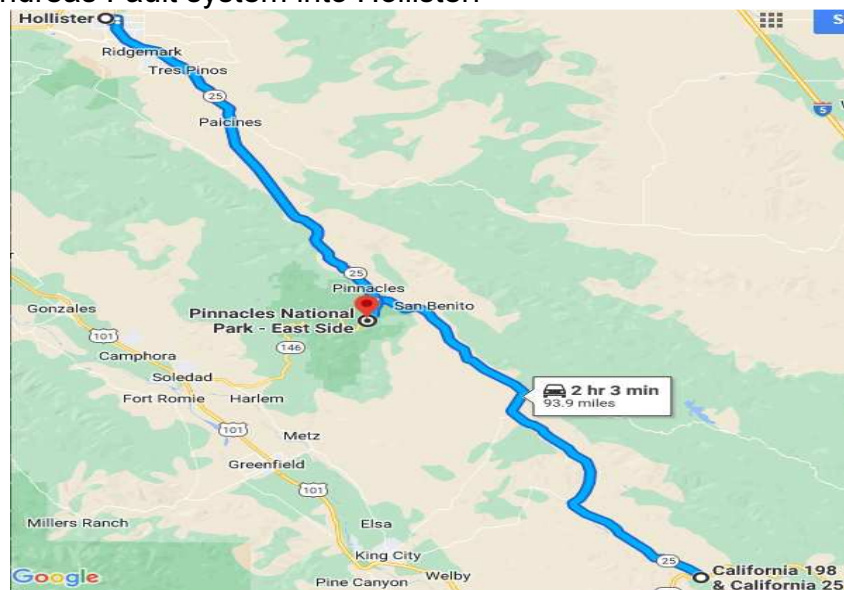 ndreas Fault system into Hollister.
Hollister
S
Ridgemark
Tres Pinos
25
Paicines
5
25
Pinnacles
San Benito
Pinnacles National
Park - East Side
Gonzales
101
146
Camphora
Soledad
Fort Romie
Harlem
2 hr 3 min
93.9 miles
101
Metz
Greenfield
101
Millers Ranch
Elsa
King City
25
California 198
& California 25
Google
Pine Canyon
Welby